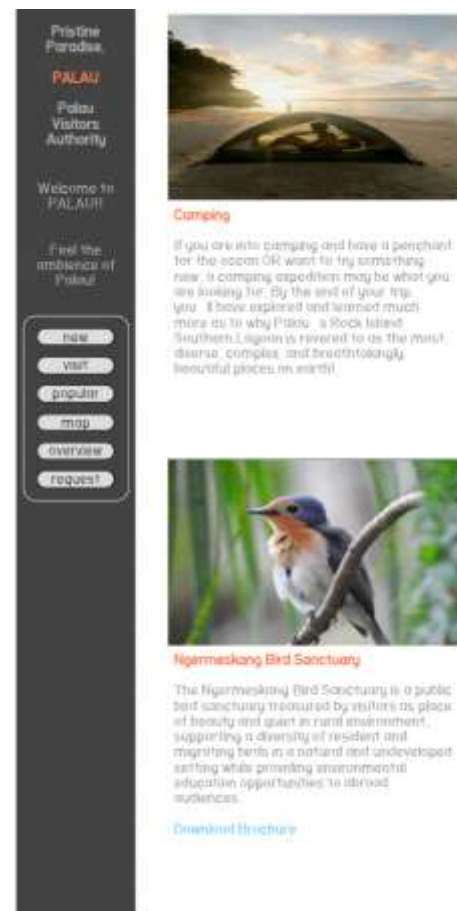 Pristine
Paradise.
PALAU
Palau
Visitors
Authority
Welcome to
PALAU!!
Feel the
ambience of
Palau!
new
visit
popular
map
overview
request
Camping
If you are into camping and have a penchant
for the ocean OR want to try something
new, a camping expedition may be what you
are looking for. By the end of your trip,
you ll have explored and learned much
more as to why Palau s Rock Island
Southern Lagoon is revered to as the most
diverse, complex, and breathtakingly
beautiful places on earth!
Ngermeskang Bird Sanctuary
The Ngermeskang Bird Sanctuary is a public
bird sanctuary treasured by visitors as place
of beauty and quiet in rural environment,
supporting a diversity of resident and
migrating birds in a natural and undeveloped
setting while providing environmental
education opportunities to abroad
audiences.
Download Brochure